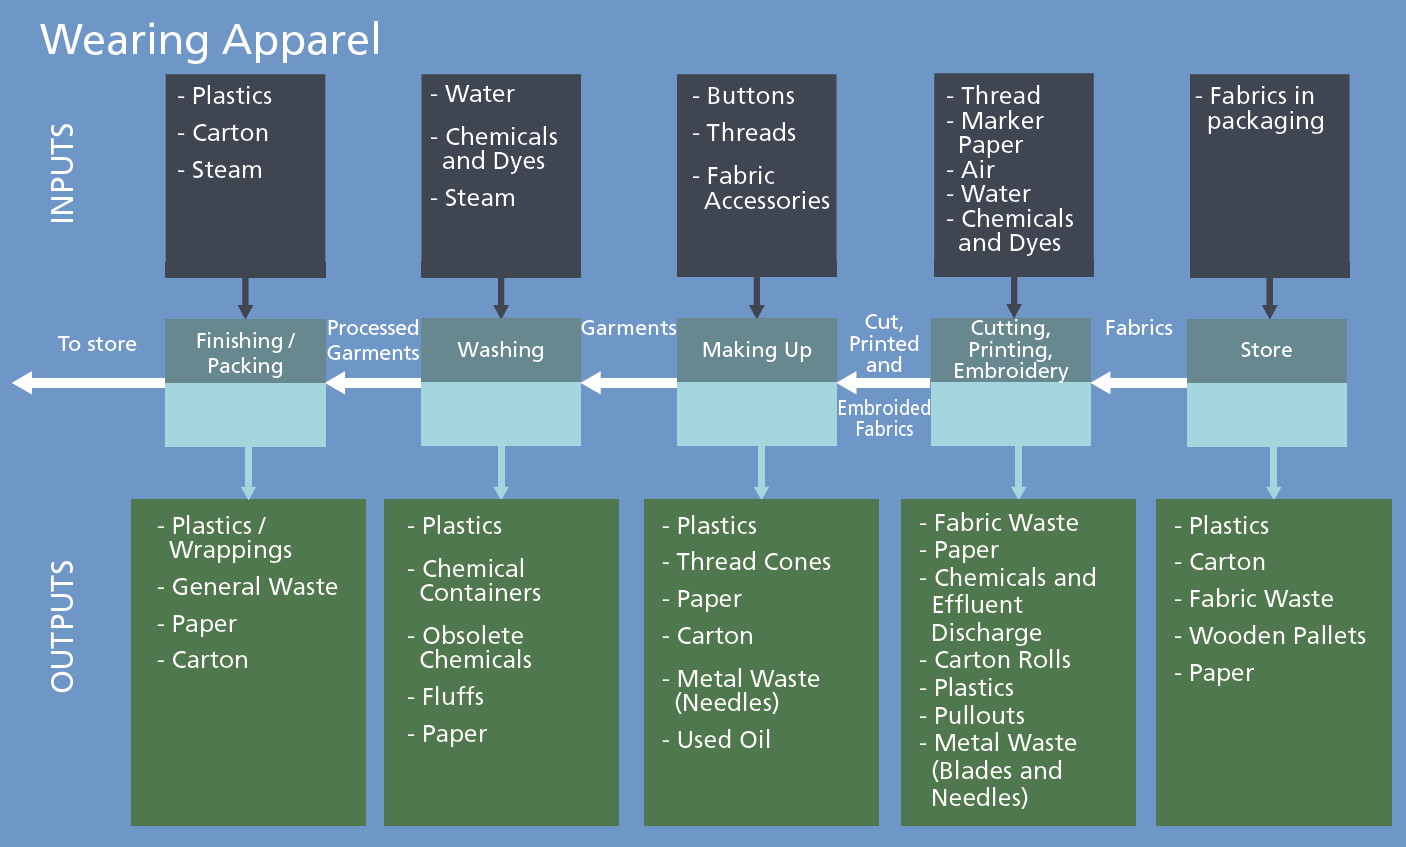 Wearing Apparel
INPUTS
- Plastics
- Carton
- Steam
- Water
- Chemicals
and Dyes
- Steam
- Buttons
- Threads
- Fabric
Accessories
- Thread
- Marker
Paper
- Air
- Water
- Chemicals
and Dyes
- Fabrics in
packaging
To store
Finishing /
Packing
Processed
Garments
Washing
Garments
Making Up
Cut,
Printed
and
Embroided
Fabrics
Cutting,
Printing,
Embroidery
Fabrics
Store
OUTPUTS
- Plastics /
Wrappings
- General Waste
- Paper
- Carton
- Plastics
- Chemical
Containers
- Obsolete
Chemicals
- Fluffs
- Paper
- Plastics
- Thread Cones
- Paper
- Carton
- Metal Waste
(Needles)
- Used Oil
- Fabric Waste
- Paper
- Chemicals and
Effluent
Discharge
- Carton Rolls
- Plastics
- Pullouts
- Metal Waste
(Blades and
Needles)
- Plastics
- Carton
- Fabric Waste
- Wooden Pallets
- Paper